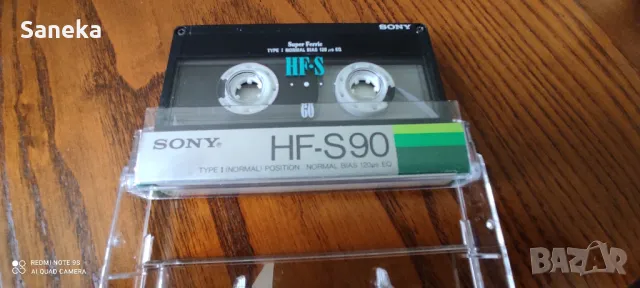 Saneka
SONY
Super Ferric
TYPE I NORMAL BIAS 120 μs EQ
HF-S
60
SONY
HF-S90
TYPE I (NORMAL) POSITION · NORMAL BIAS 120μs EQ
REDMI NOTE 9S
AI QUAD CAMERA
BAZAR